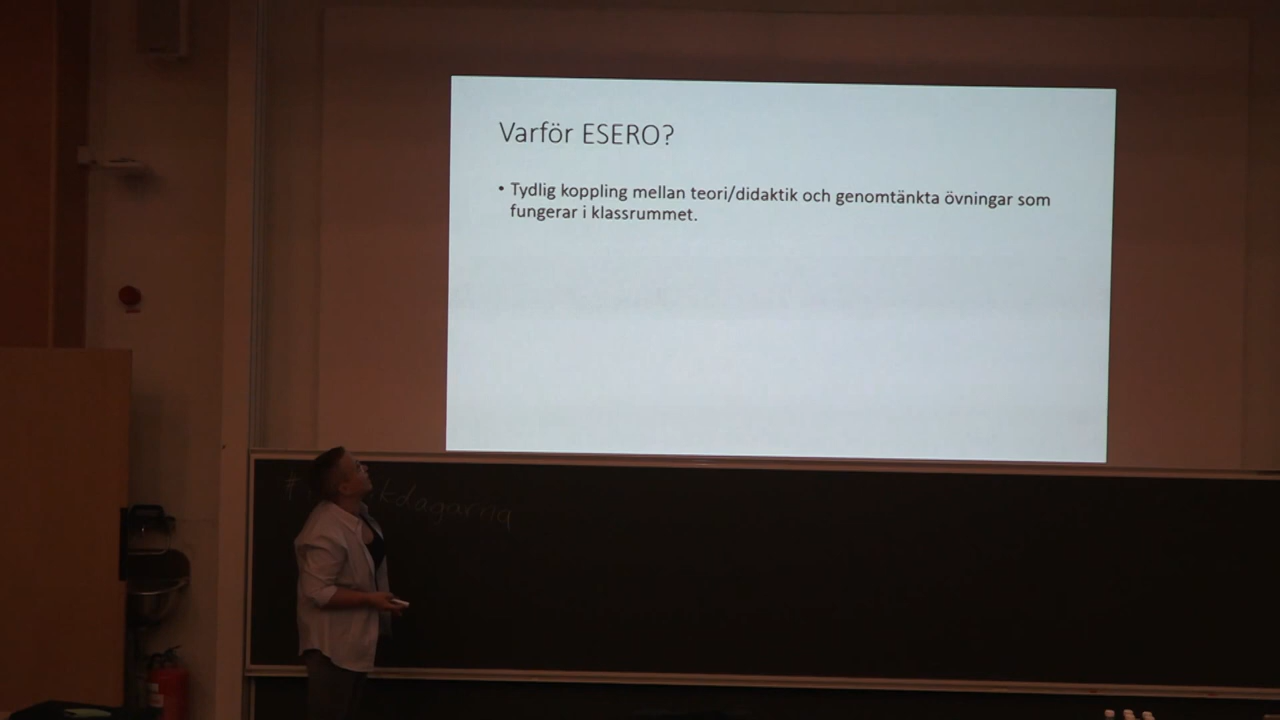 Varför ESERO?
• Tydlig koppling mellan teori/didaktik och genomtänkta övningar som
fungerar i klassrummet.